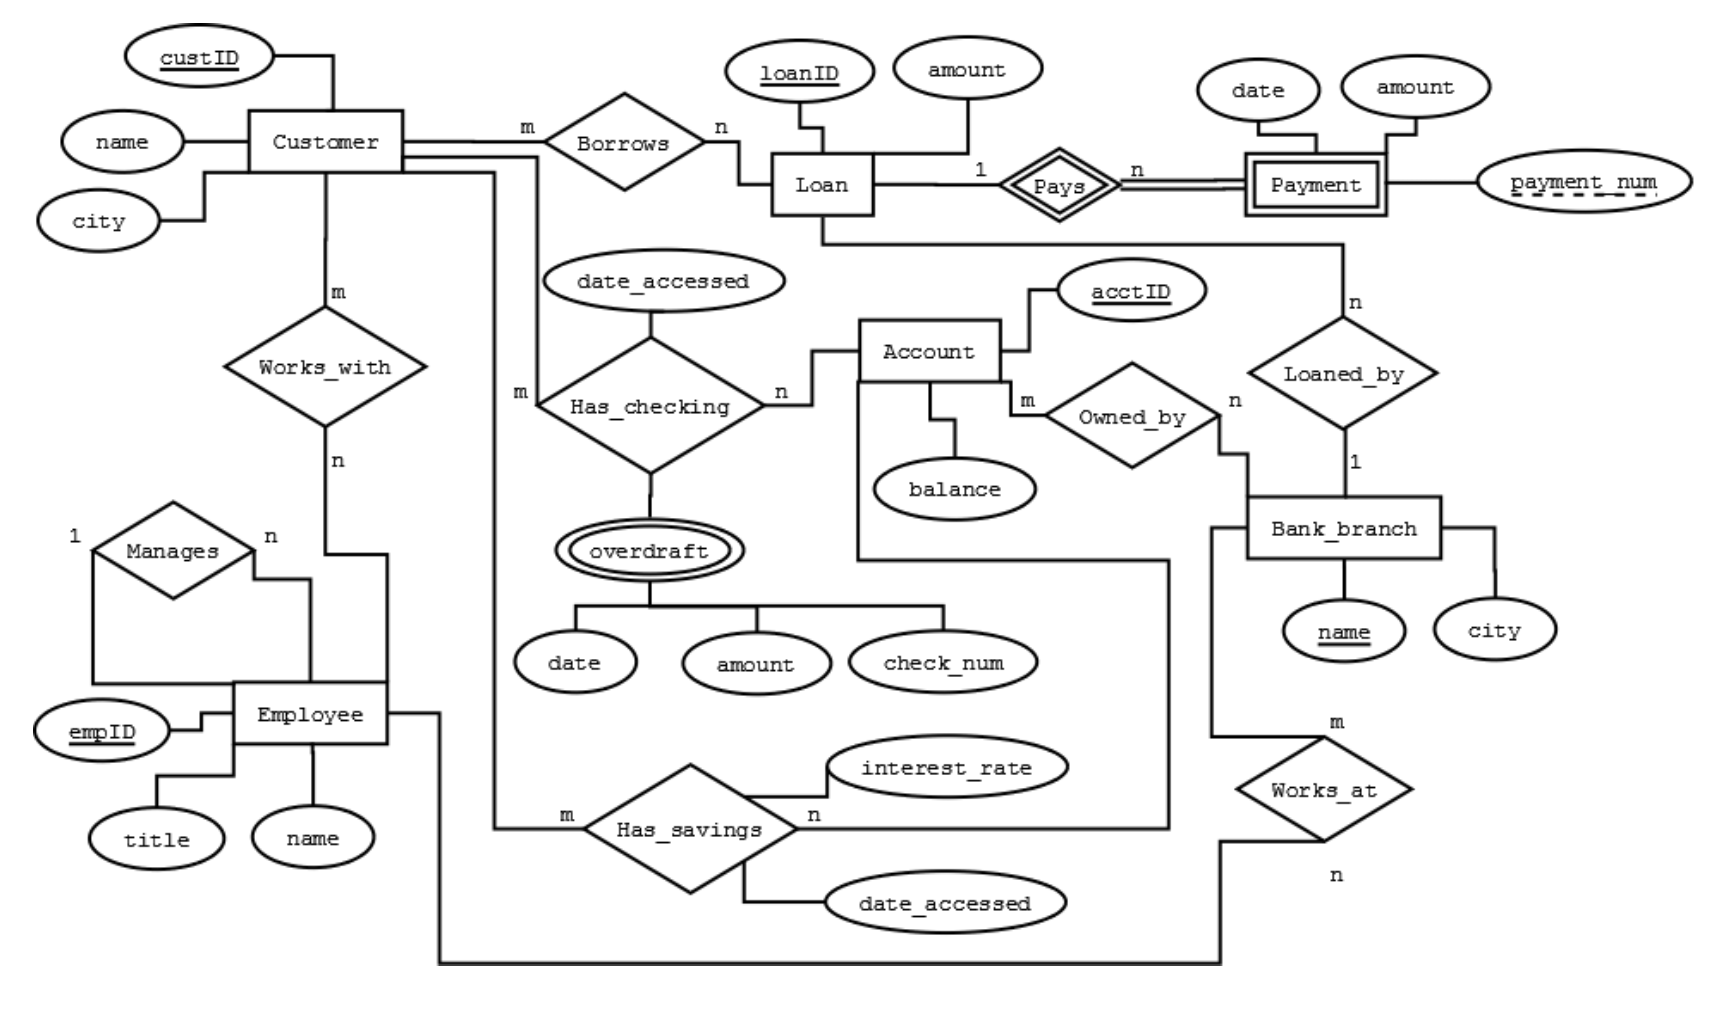 custID
name
city
Customer
m
Borrows
n
loanID
amount
Loan
1
Pays
n
date
amount
Payment
payment_num
m
Works_with
n
date_accessed
m
Has_checking
n
Account
acctID
balance
m
Owned_by
n
n
Loaned_by
1
Bank_branch
name
city
overdraft
date
amount
check_num
1
Manages
n
Employee
empID
title
name
m
Has_savings
n
interest_rate
date_accessed
m
Works_at
n